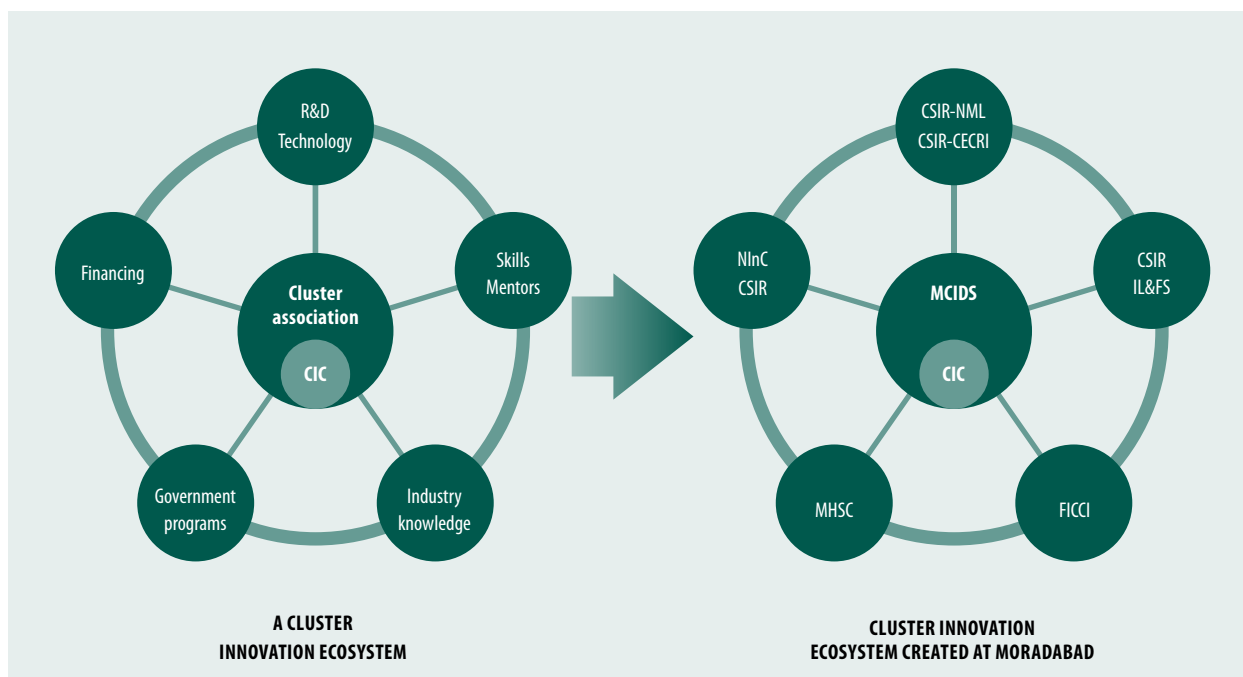 R&D
Technology
Financing
Skills
Mentors
Cluster
association
CIC
Government
programs
Industry
knowledge
A CLUSTER
INNOVATION ECOSYSTEM
CSIR-NML
CSIR-CECRI
NInC
CSIR
CSIR
IL&FS
MCIDS
CIC
MHSC
FICCI
CLUSTER INNOVATION
ECOSYSTEM CREATED AT MORADABAD